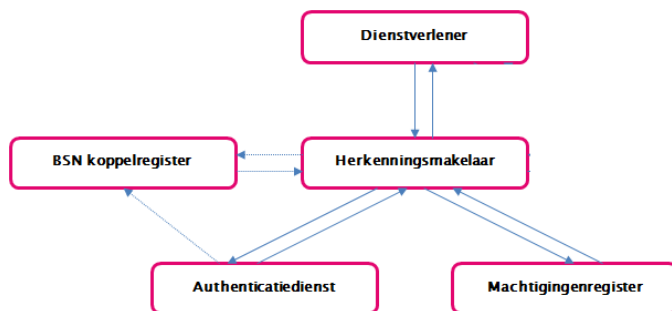 Dienstverlener
BSN koppelregister
Herkenningsmakelaar
Authenticatiedienst
Machtigingenregister